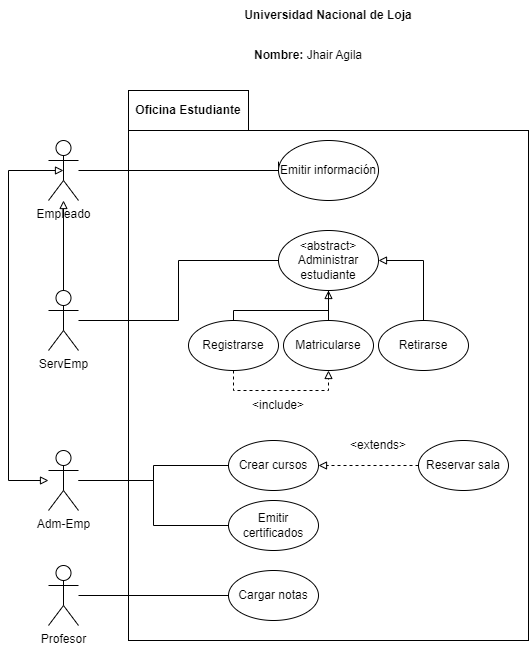 Universidad Nacional de Loja
Nombre: Jhair Agila
Oficina Estudiante
Emitir información
Empleado
<abstract>
Administrar
estudiante
ServEmp
Registrarse
Matricularse
Retirarse
<include>
<extends>
Crear cursos
Reservar sala
Adm-Emp
Emitir
certificados
Cargar notas
Profesor